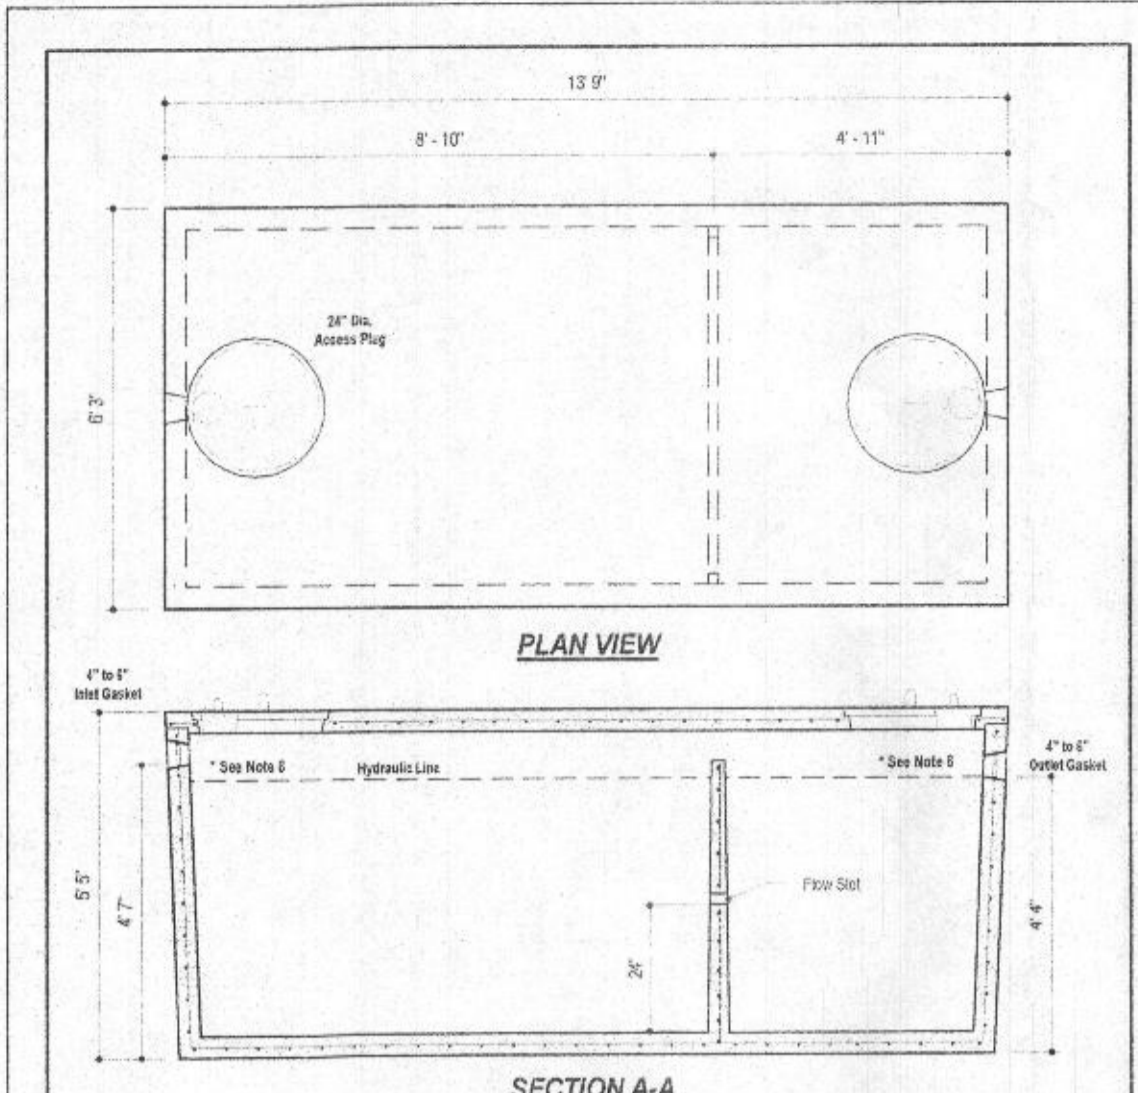 13 9"
8' - 10"
4' - 11"
24" Dia.
Access Plug
6' 3"
PLAN VIEW
4" to 6"
Inlet Gasket
* See Note 6
Hydraulic Line
* See Note 6
4" to 6"
Outlet Gasket
5' 5"
4' 7"
Flow Slot
24"
4' 4"
SECTION A-A